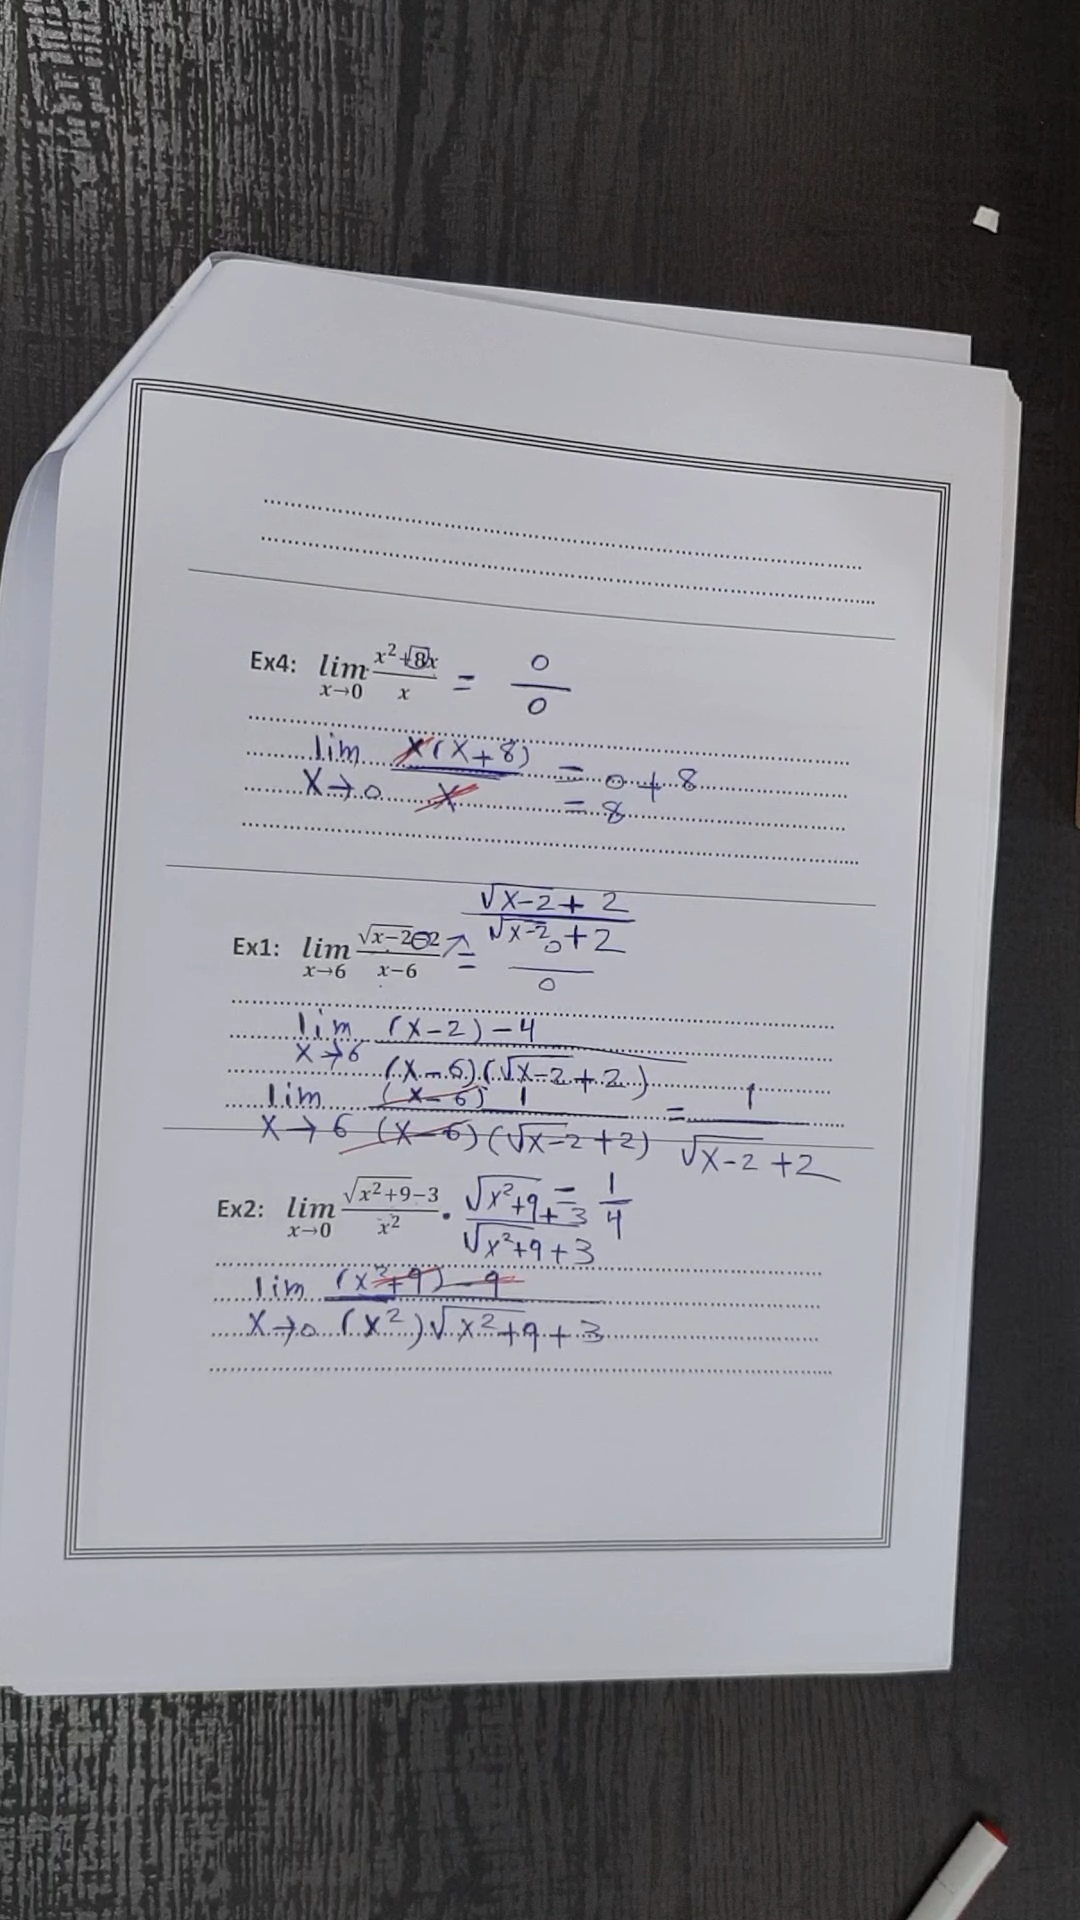 Ex4: lim x→0 (x²+8x)/x = 0/0
lim x→0 x(x+8)/x = 0+8
= 8
(√x-2 + 2)/(√x-2 + 2)
Ex1: lim x→6 (√x-2 - 2)/(x-6) = 0/0
lim x→6 ((x-2)-4)/((x-6)(√x-2+2))
lim x→6 (x-6) 1/((x-6)(√x-2+2)) = 1/(√x-2+2)
= 1/4
Ex2: lim x→0 (√x²+9-3)/x² · (√x²+9+3)/(√x²+9+3)
lim x→0 ((x²+9)-9)/((x²)√x²+9+3)